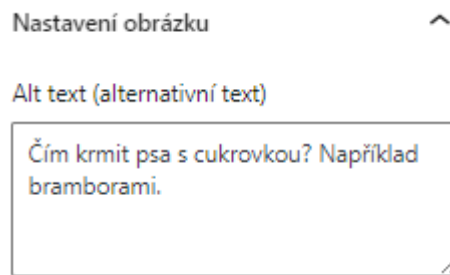 Nastavení obrázku
Alt text (alternativní text)
Čím krmit psa s cukrovkou? Například
bramborami.